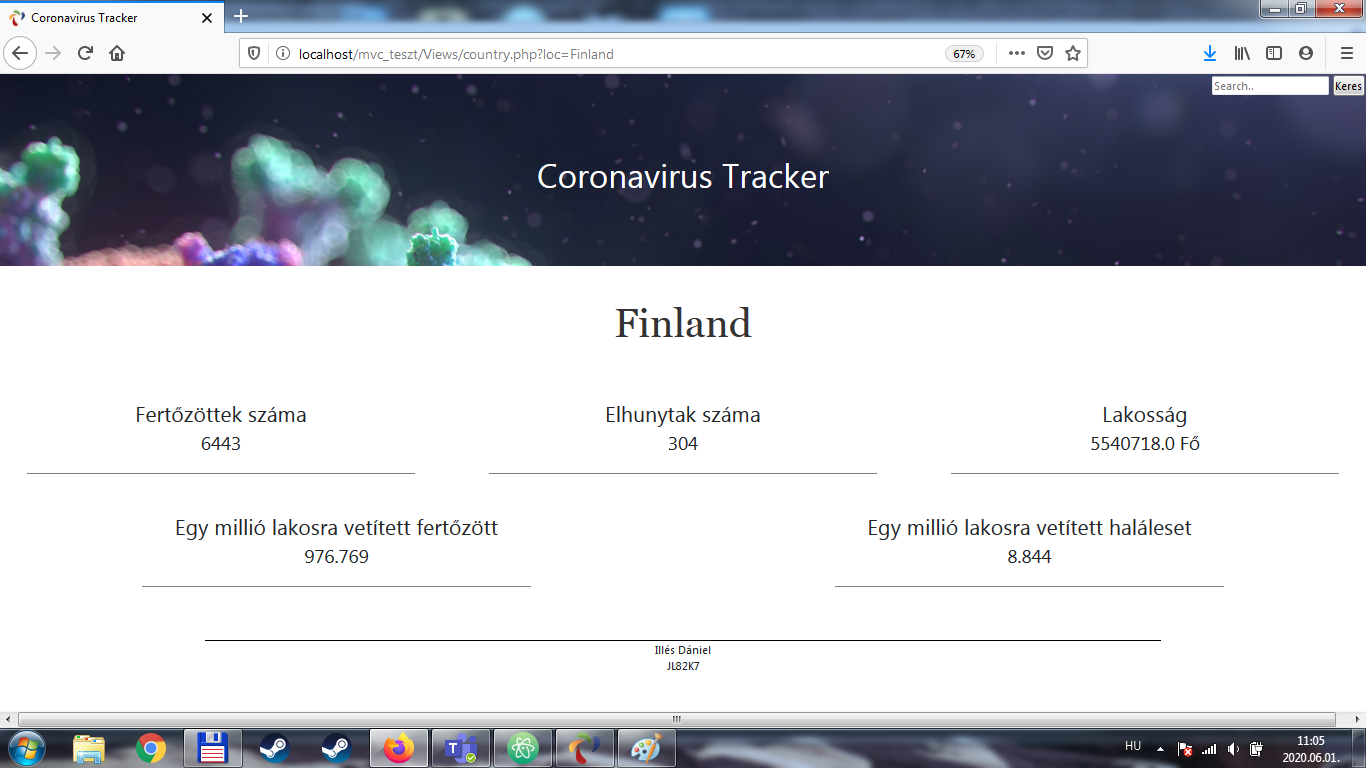 Coronavirus Tracker
localhost/mvc_teszt/Views/country.php?loc=Finland
67%
Search..
Keres
Coronavirus Tracker
Finland
Fertőzöttek száma
6443
Elhunytak száma
304
Lakosság
5540718.0 Fő
Egy millió lakosra vetített fertőzött
976.769
Egy millió lakosra vetített haláleset
8.844
Illés Dániel
JL82K7
HU
11:05
2020.06.01.